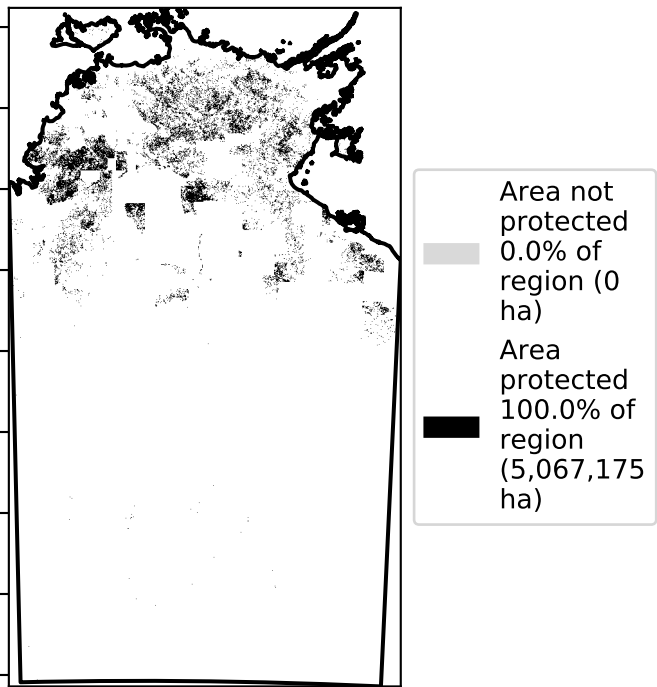 Area not
protected
0.0% of
region (0
ha)
Area
protected
100.0% of
region
(5,067,175
ha)